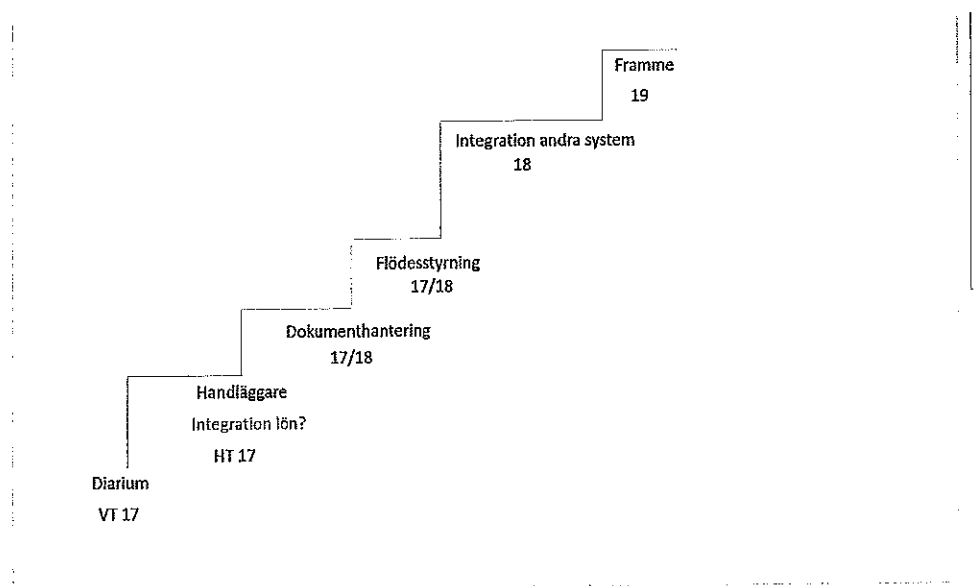 Framme
19
Integration andra system
18
Flödesstyrning
17/18
Dokumenthantering
17/18
Handläggare
Integration lön?
HT 17
Diarium
VT 17